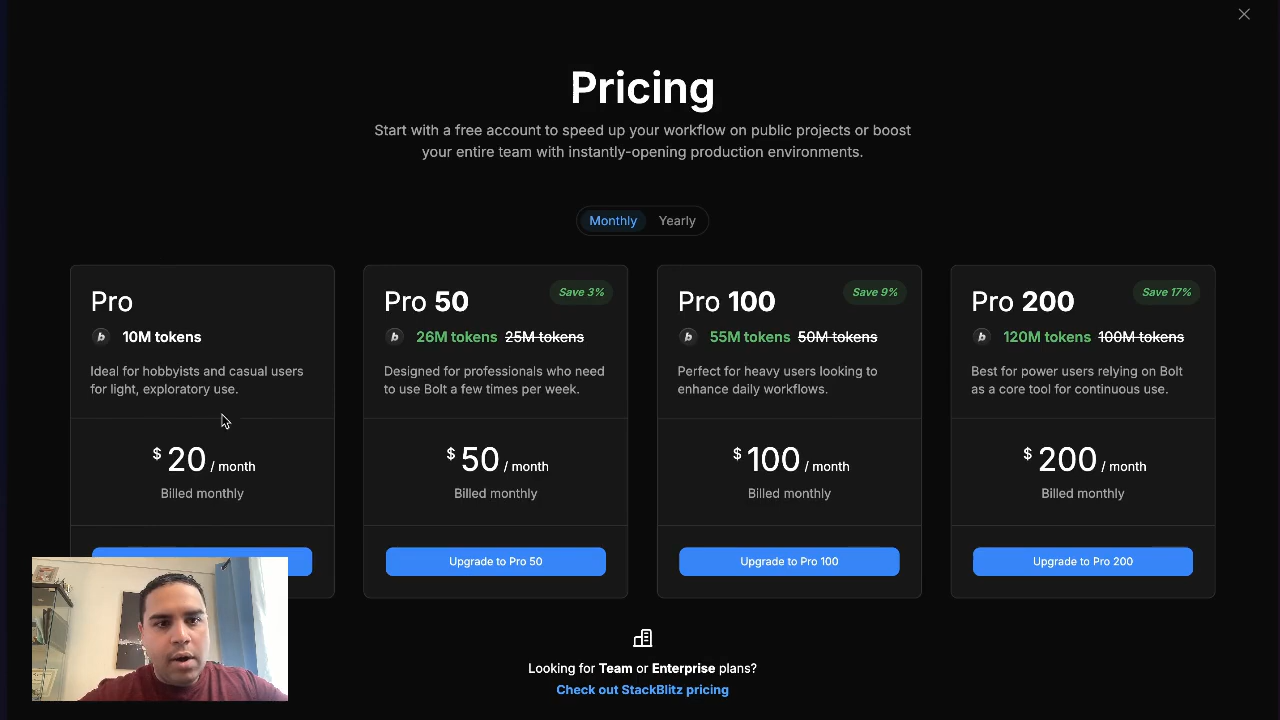 Pricing
Start with a free account to speed up your workflow on public projects or boost
your entire team with instantly-opening production environments.
Monthly
Yearly
Pro
10M tokens
Ideal for hobbyists and casual users
for light, exploratory use.
$ 20 / month
Billed monthly
Pro 50
Save 3%
26M tokens 25M tokens
Designed for professionals who need
to use Bolt a few times per week.
$ 50 / month
Billed monthly
Upgrade to Pro 50
Pro 100
Save 9%
55M tokens 50M tokens
Perfect for heavy users looking to
enhance daily workflows.
$ 100 / month
Billed monthly
Upgrade to Pro 100
Pro 200
Save 17%
120M tokens 100M tokens
Best for power users relying on Bolt
as a core tool for continuous use.
$ 200 / month
Billed monthly
Upgrade to Pro 200
Looking for Team or Enterprise plans?
Check out StackBlitz pricing